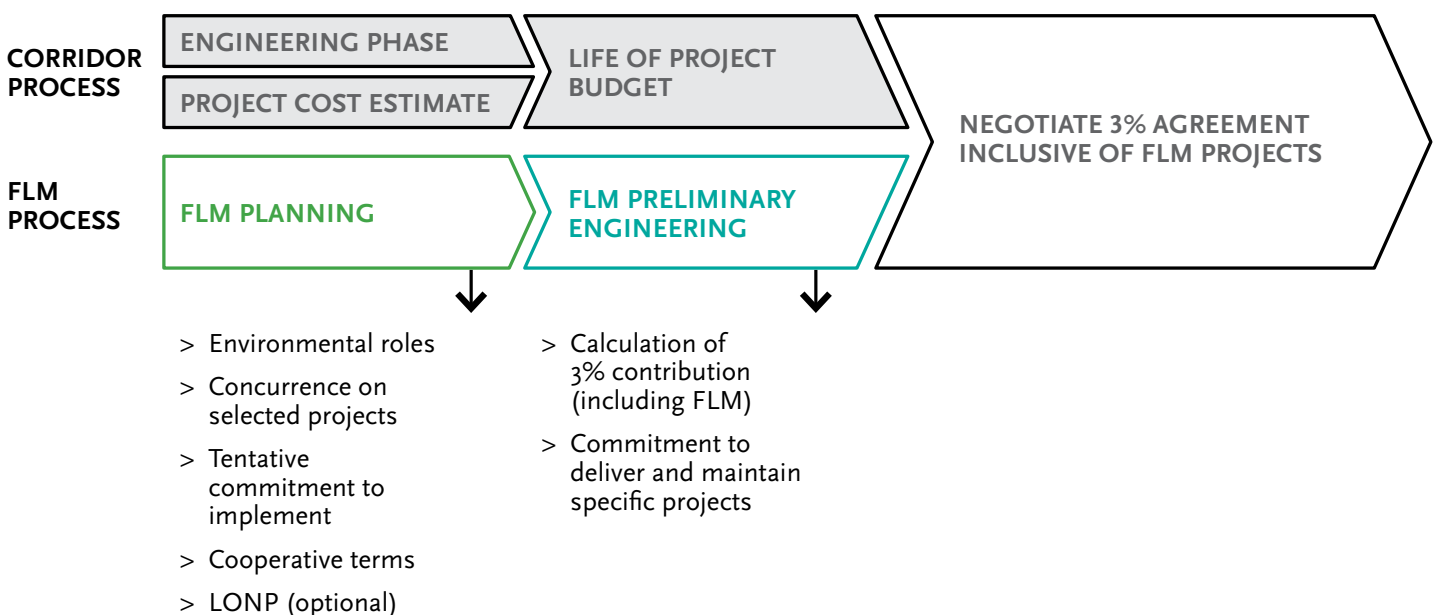 CORRIDOR
PROCESS
ENGINEERING PHASE
PROJECT COST ESTIMATE
LIFE OF PROJECT
BUDGET
NEGOTIATE 3% AGREEMENT
INCLUSIVE OF FLM PROJECTS
FLM
PROCESS
FLM PLANNING
FLM PRELIMINARY
ENGINEERING
> Environmental roles
> Concurrence on
selected projects
> Tentative
commitment to
implement
> Cooperative terms
> LONP (optional)
> Calculation of
3% contribution
(including FLM)
> Commitment to
deliver and maintain
specific projects